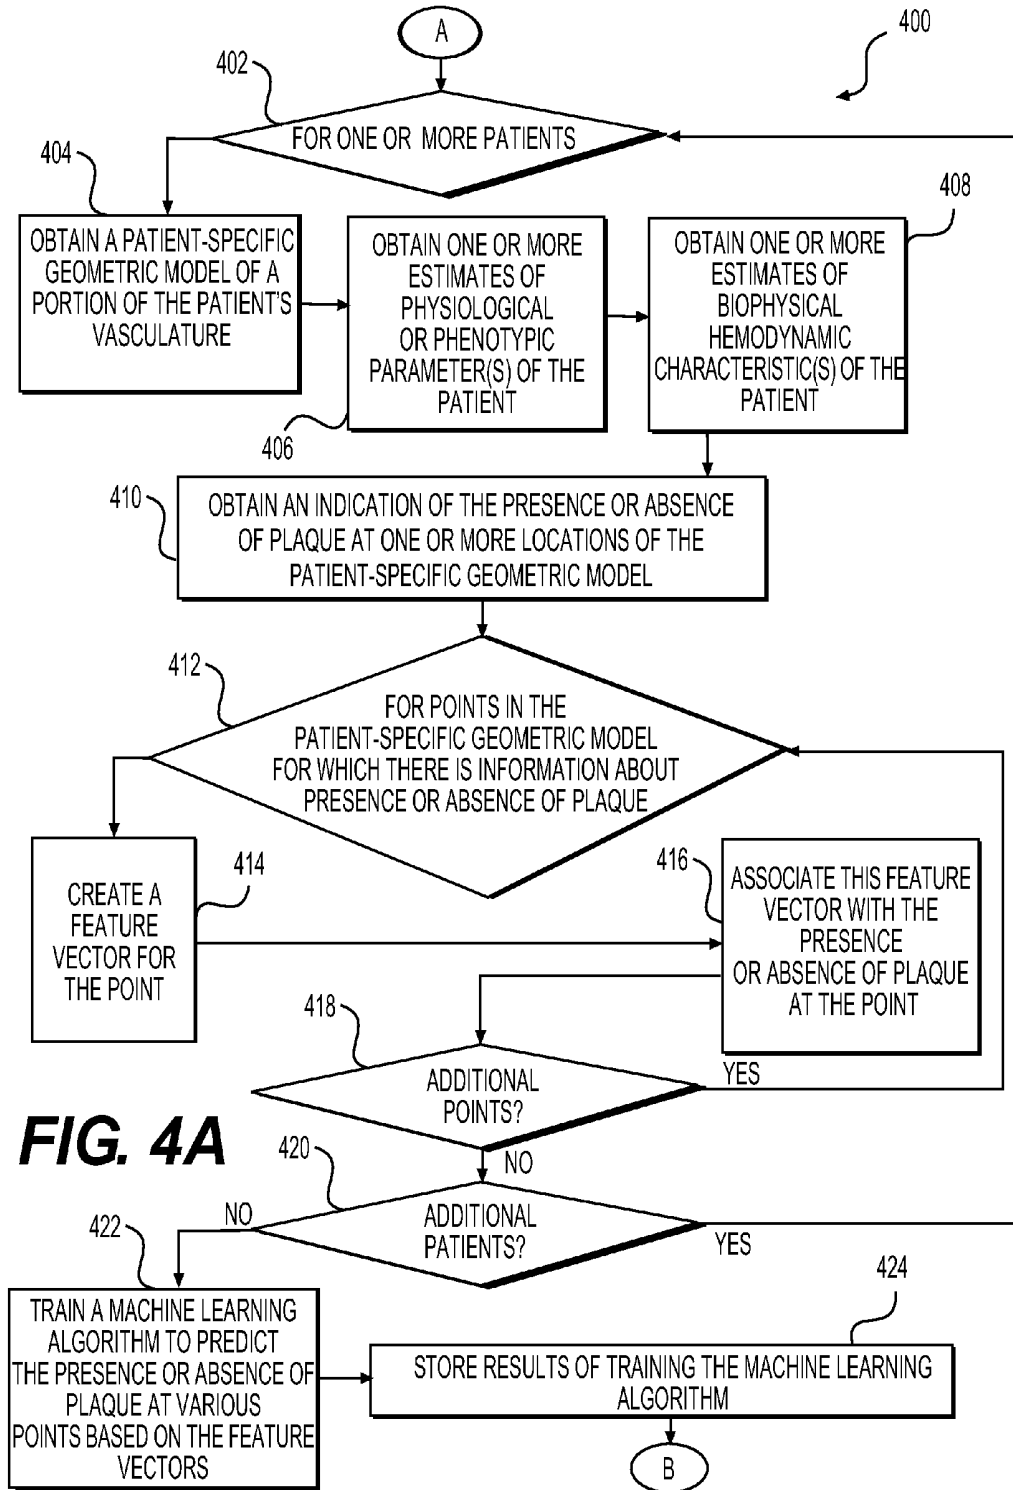 A
400
402
FOR ONE OR MORE PATIENTS
404
OBTAIN A PATIENT-SPECIFIC
GEOMETRIC MODEL OF A
PORTION OF THE PATIENT'S
VASCULATURE
OBTAIN ONE OR MORE
ESTIMATES OF
PHYSIOLOGICAL
OR PHENOTYPIC
PARAMETER(S) OF THE
PATIENT
406
408
OBTAIN ONE OR MORE
ESTIMATES OF
BIOPHYSICAL
HEMODYNAMIC
CHARACTERISTIC(S) OF THE
PATIENT
410
OBTAIN AN INDICATION OF THE PRESENCE OR ABSENCE
OF PLAQUE AT ONE OR MORE LOCATIONS OF THE
PATIENT-SPECIFIC GEOMETRIC MODEL
412
FOR POINTS IN THE
PATIENT-SPECIFIC GEOMETRIC MODEL
FOR WHICH THERE IS INFORMATION ABOUT
PRESENCE OR ABSENCE OF PLAQUE
414
CREATE A
FEATURE
VECTOR FOR
THE POINT
416
ASSOCIATE THIS FEATURE
VECTOR WITH THE
PRESENCE
OR ABSENCE OF PLAQUE
AT THE POINT
418
ADDITIONAL
POINTS?
YES
NO
FIG. 4A
420
ADDITIONAL
PATIENTS?
NO
YES
422
TRAIN A MACHINE LEARNING
ALGORITHM TO PREDICT
THE PRESENCE OR ABSENCE OF
PLAQUE AT VARIOUS
POINTS BASED ON THE FEATURE
VECTORS
424
STORE RESULTS OF TRAINING THE MACHINE LEARNING
ALGORITHM
B